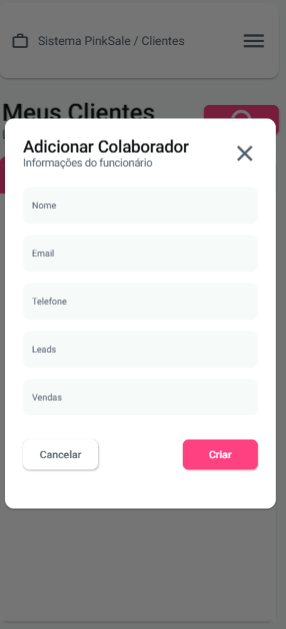 Sistema PinkSale / Clientes
Meus Clientes
Adicionar Colaborador
Informações do funcionário
Nome
Email
Telefone
Leads
Vendas
Cancelar
Criar